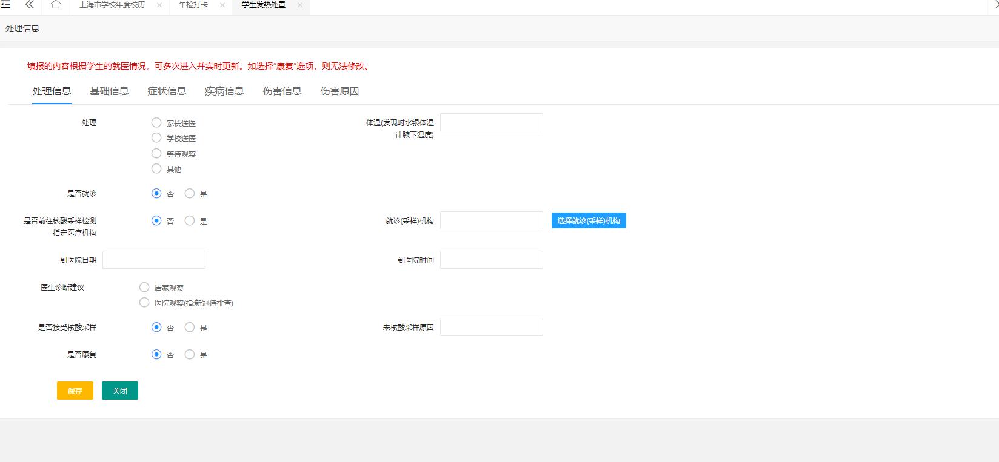 上海市学校年度校历 午检打卡 学生发热处置
处理信息
填报的内容根据学生的就医情况，可多次进入并实时更新。如选择"康复"选项，则无法修改。
处理信息 基础信息 症状信息 疾病信息 伤害信息 伤害原因
处理
家长送医
学校送医
等待观察
其他
体温(发现时水银体温
计腋下温度)
是否就诊 否 是
是否前往核酸采样检测
指定医疗机构
否 是
就诊(采样)机构 选择就诊(采样)机构
到医院日期 到医院时间
医生诊断建议
居家观察
医院观察(指:新冠待排查)
是否接受核酸采样 否 是 未核酸采样原因
是否康复 否 是
保存 关闭